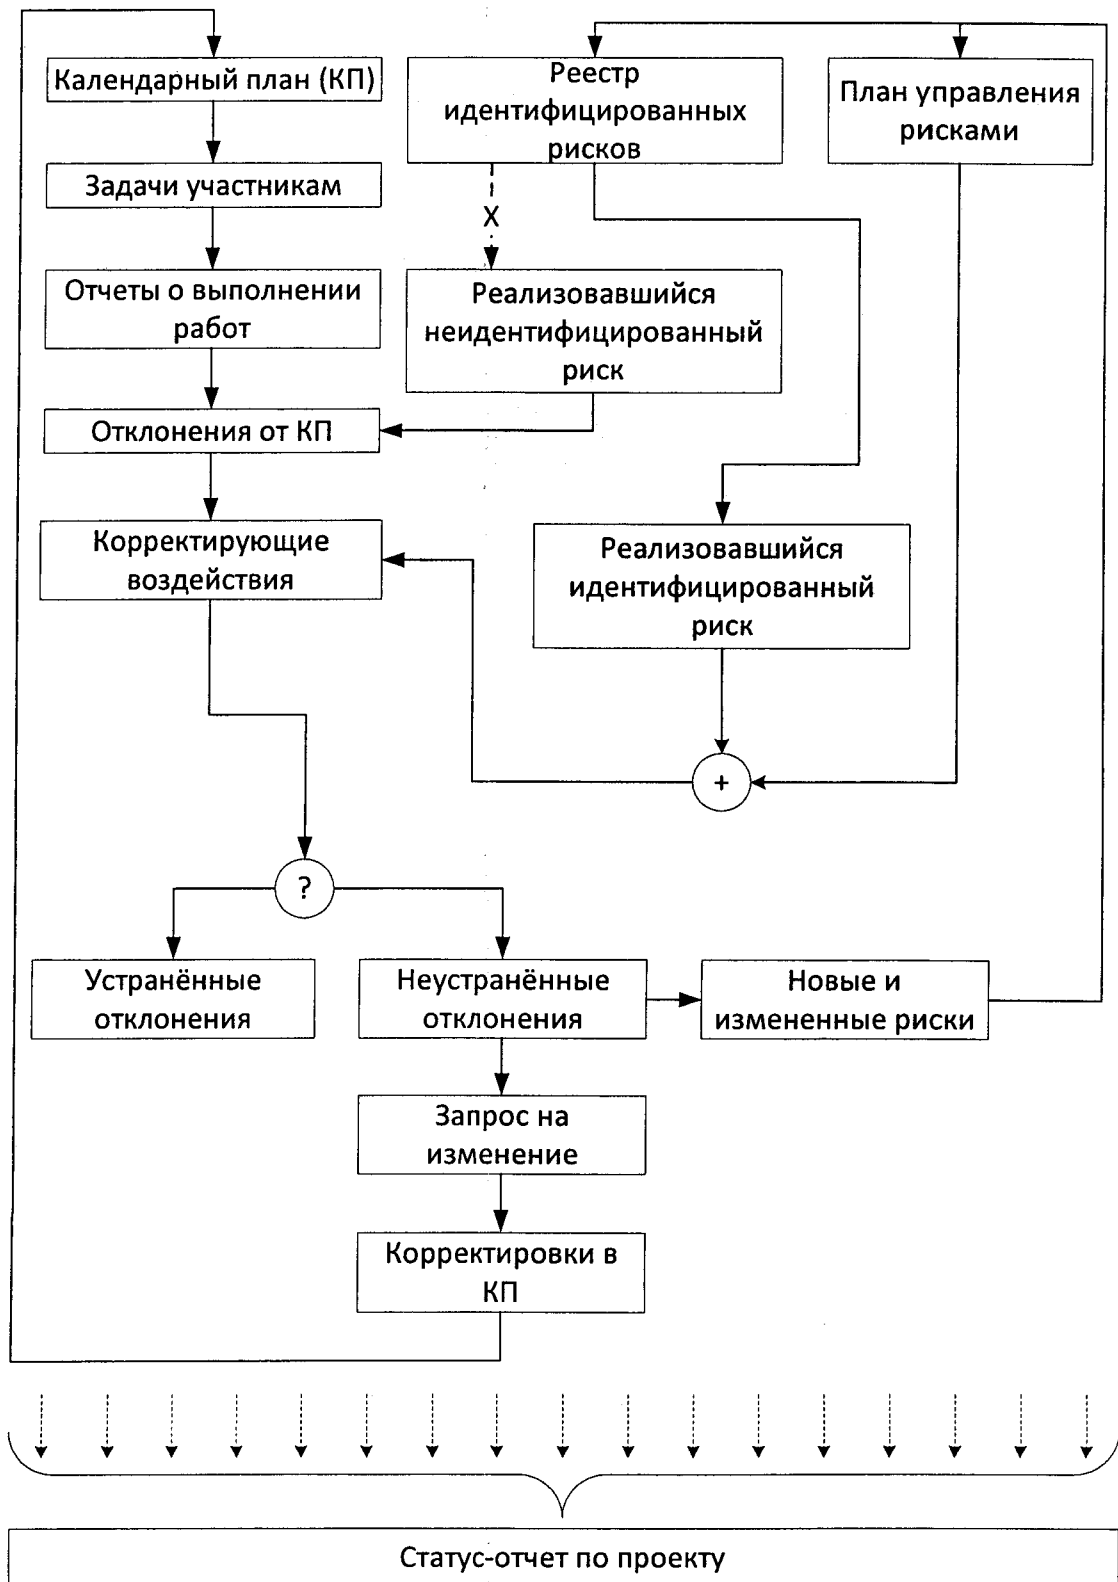 Календарный план (КП)
Реестр
идентифицированных
рисков
План управления
рисками
Задачи участникам
X
Отчеты о выполнении
работ
Реализовавшийся
неидентифицированный
риск
Отклонения от КП
Корректирующие
воздействия
Реализовавшийся
идентифицированный
риск
+
?
Устранённые
отклонения
Неустранённые
отклонения
Новые и
измененные риски
Запрос на
изменение
Корректировки в
КП
Статус-отчет по проекту